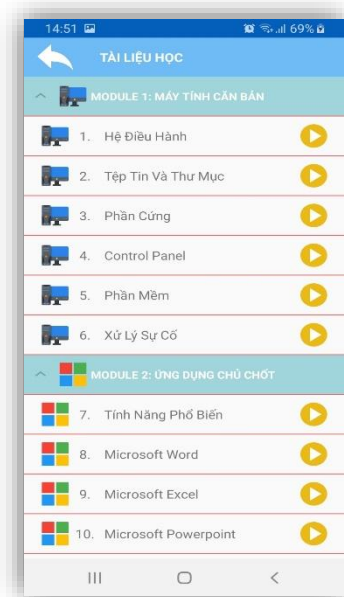 14:51 69%
TÀI LIỆU HỌC
MODULE 1: MÁY TÍNH CĂN BẢN
1. Hệ Điều Hành
2. Tệp Tin Và Thư Mục
3. Phần Cứng
4. Control Panel
5. Phần Mềm
6. Xử Lý Sự Cố
MODULE 2: ỨNG DỤNG CHỦ CHỐT
7. Tính Năng Phổ Biến
8. Microsoft Word
9. Microsoft Excel
10. Microsoft Powerpoint